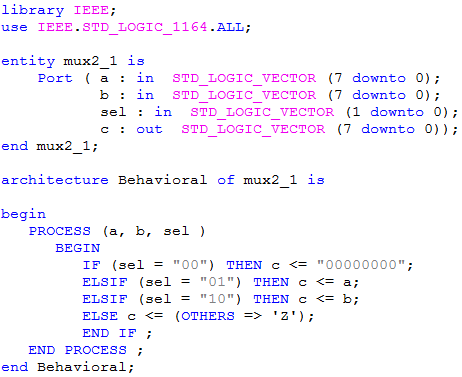 library IEEE;
use IEEE.STD_LOGIC_1164.ALL;
entity mux2_1 is
Port ( a : in STD_LOGIC_VECTOR (7 downto 0);
b : in STD_LOGIC_VECTOR (7 downto 0);
sel : in STD_LOGIC_VECTOR (1 downto 0);
c : out STD_LOGIC_VECTOR (7 downto 0));
end mux2_1;
architecture Behavioral of mux2_1 is
begin
PROCESS (a, b, sel )
BEGIN
IF (sel = "00") THEN c <= "00000000";
ELSIF (sel = "01") THEN c <= a;
ELSIF (sel = "10") THEN c <= b;
ELSE c <= (OTHERS => 'Z');
END IF ;
END PROCESS ;
end Behavioral;